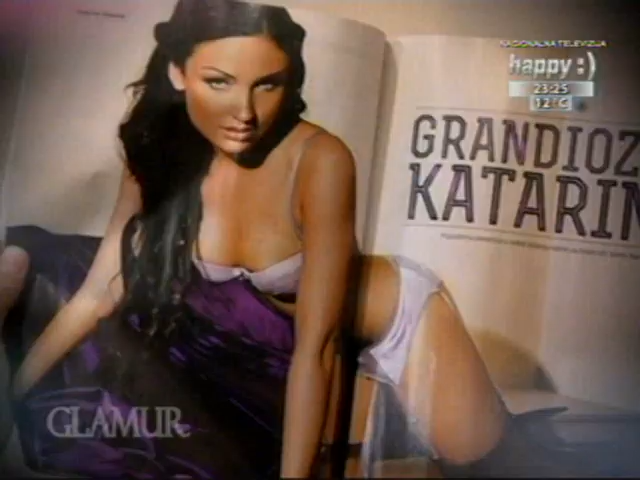 NACIONALNA TELEVIZIJA
happy :)
23:25
12°C
GRANDIOZ
KATARIN
GLAMUR